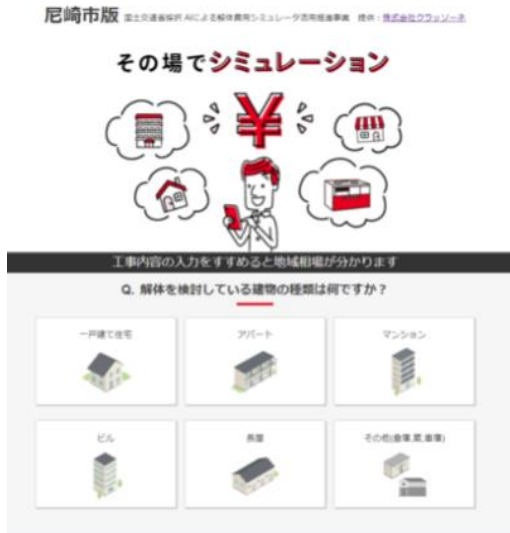 尼崎市版 国土交通省採択 AIによる解体費用シミュレータ活用推進事業 提供：株式会社クラッソーネ
その場でシミュレーション
¥
工事内容の入力をすすめると地域相場が分かります
Q. 解体を検討している建物の種類は何ですか？
一戸建て住宅 アパート マンション
ビル 長屋 その他(倉庫,蔵,車庫)